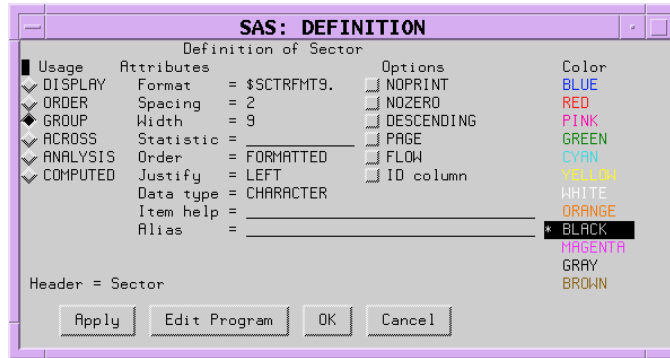 SAS: DEFINITION
Definition of Sector
Usage Attributes Options Color
DISPLAY Format = $SCTRFMT9. NOPRINT BLUE
ORDER Spacing = 2 NOZERO RED
GROUP Width = 9 DESCENDING PINK
ACROSS Statistic = PAGE GREEN
ANALYSIS Order = FORMATTED FLOW CYAN
COMPUTED Justify = LEFT ID column YELLOW
Data type = CHARACTER WHITE
Item help = ORANGE
Alias = * BLACK
MAGENTA
GRAY
Header = Sector BROWN
Apply Edit Program OK Cancel